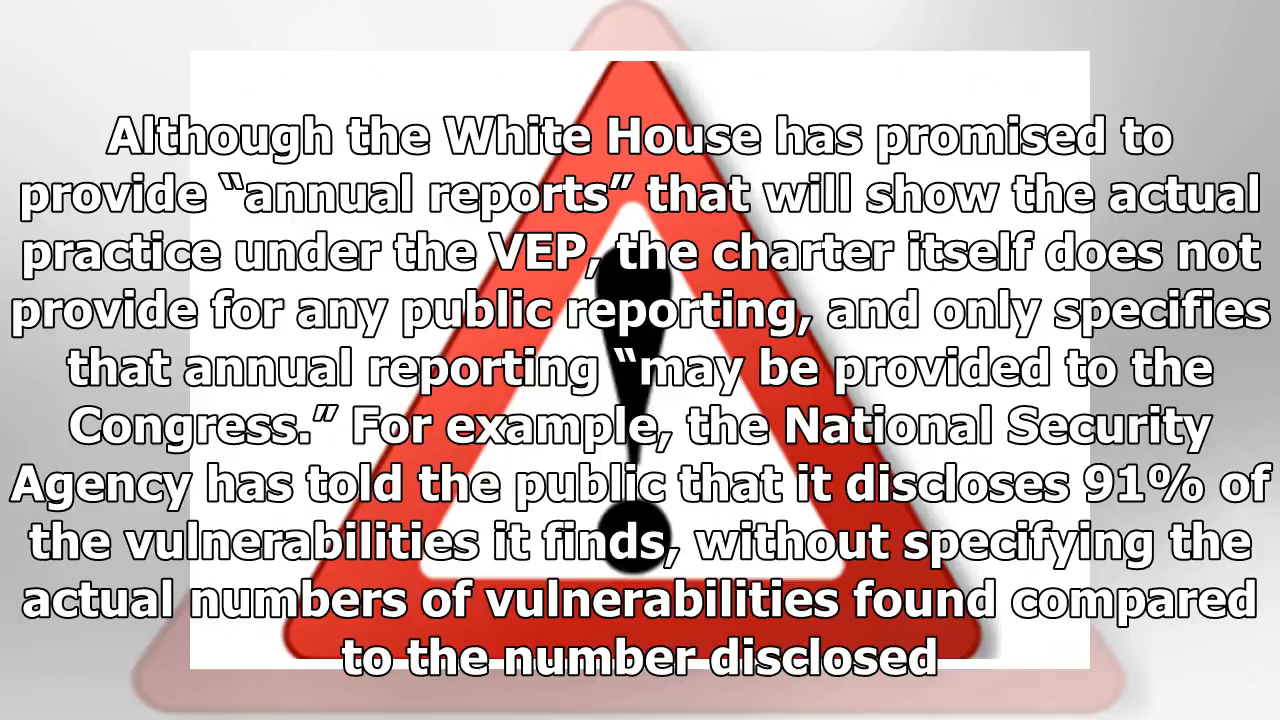 Although the White House has promised to
provide “annual reports” that will show the actual
practice under the VEP, the charter itself does not
provide for any public reporting, and only specifies
that annual reporting “may be provided to the
Congress.” For example, the National Security
Agency has told the public that it discloses 91% of
the vulnerabilities it finds, without specifying the
actual numbers of vulnerabilities found compared
to the number disclosed